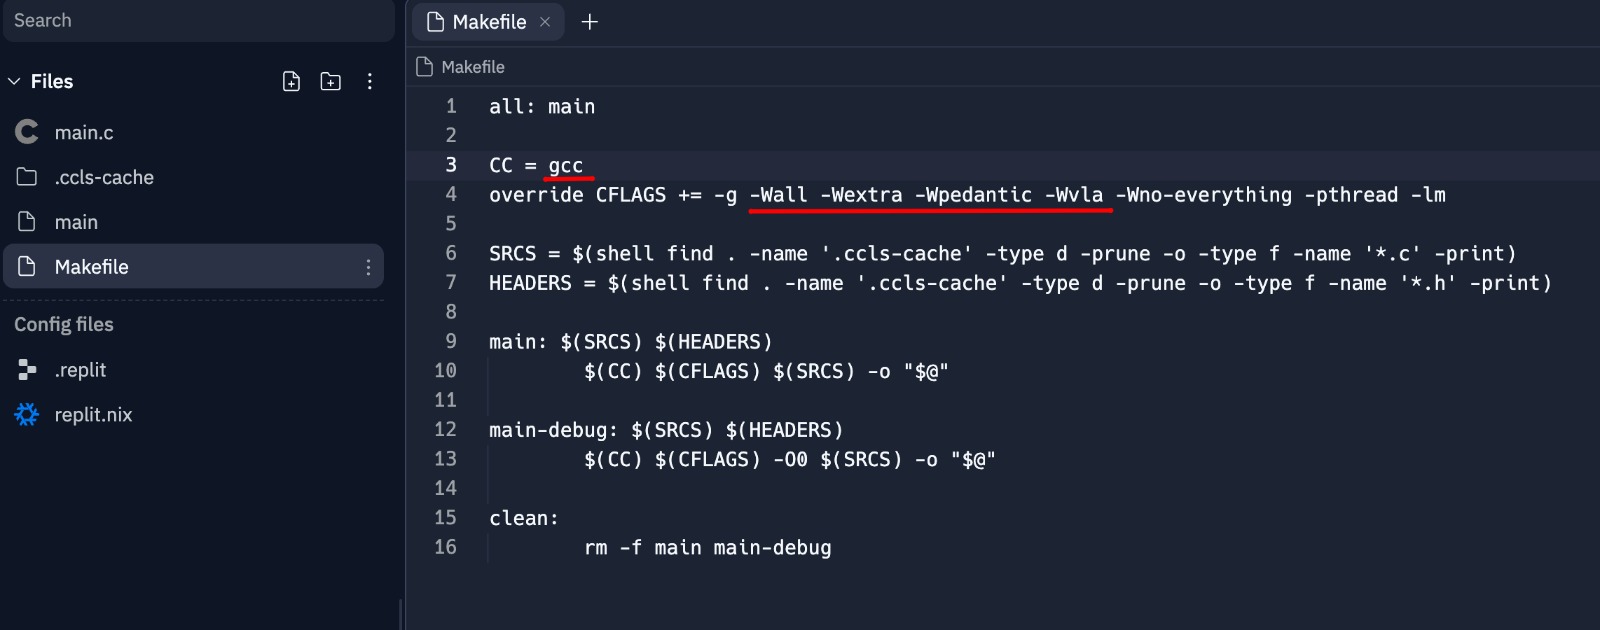 Search
Files
main.c
.ccls-cache
main
Makefile
Config files
.replit
replit.nix
Makefile
Makefile
1 all: main
2
3 CC = gcc
4 override CFLAGS += -g -Wall -Wextra -Wpedantic -Wvla -Wno-everything -pthread -lm
5
6 SRCS = $(shell find . -name '.ccls-cache' -type d -prune -o -type f -name '*.c' -print)
7 HEADERS = $(shell find . -name '.ccls-cache' -type d -prune -o -type f -name '*.h' -print)
8
9 main: $(SRCS) $(HEADERS)
10 $(CC) $(CFLAGS) $(SRCS) -o "$@"
11
12 main-debug: $(SRCS) $(HEADERS)
13 $(CC) $(CFLAGS) -O0 $(SRCS) -o "$@"
14
15 clean:
16 rm -f main main-debug